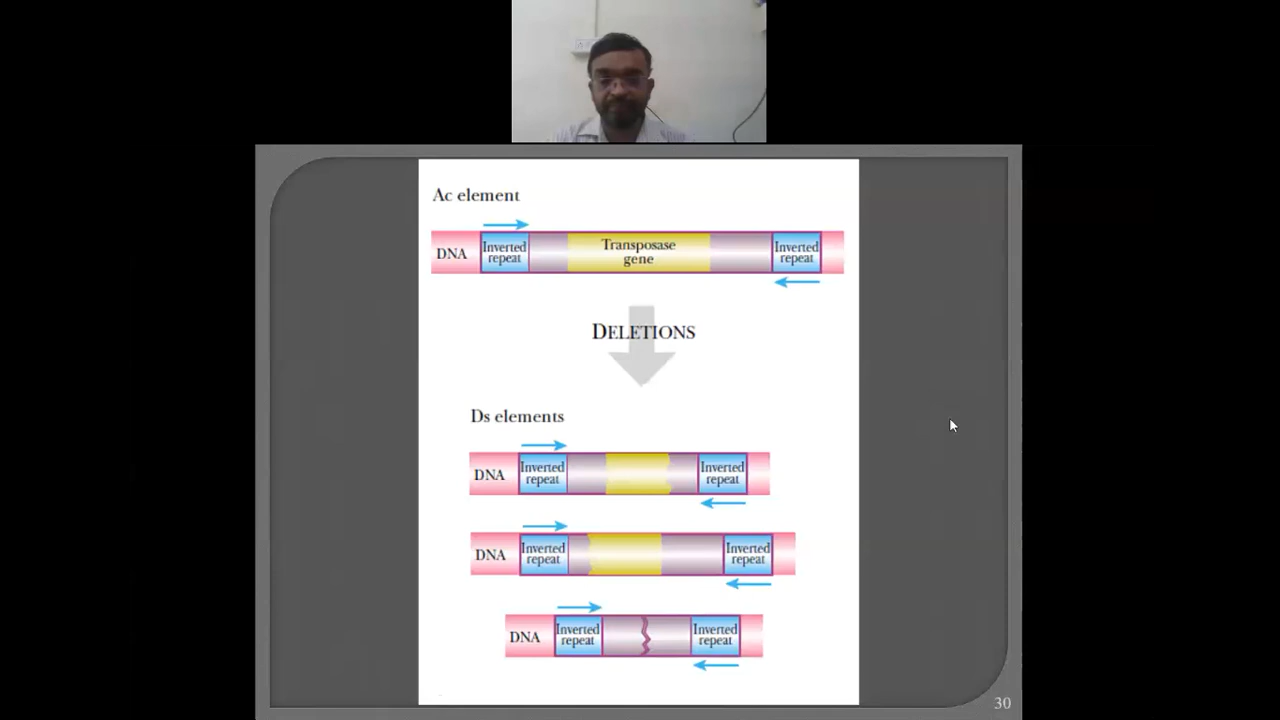 Ac element
DNA
Inverted
repeat
Transposase
gene
Inverted
repeat
DELETIONS
Ds elements
DNA
Inverted
repeat
Inverted
repeat
DNA
Inverted
repeat
Inverted
repeat
DNA
Inverted
repeat
Inverted
repeat
30